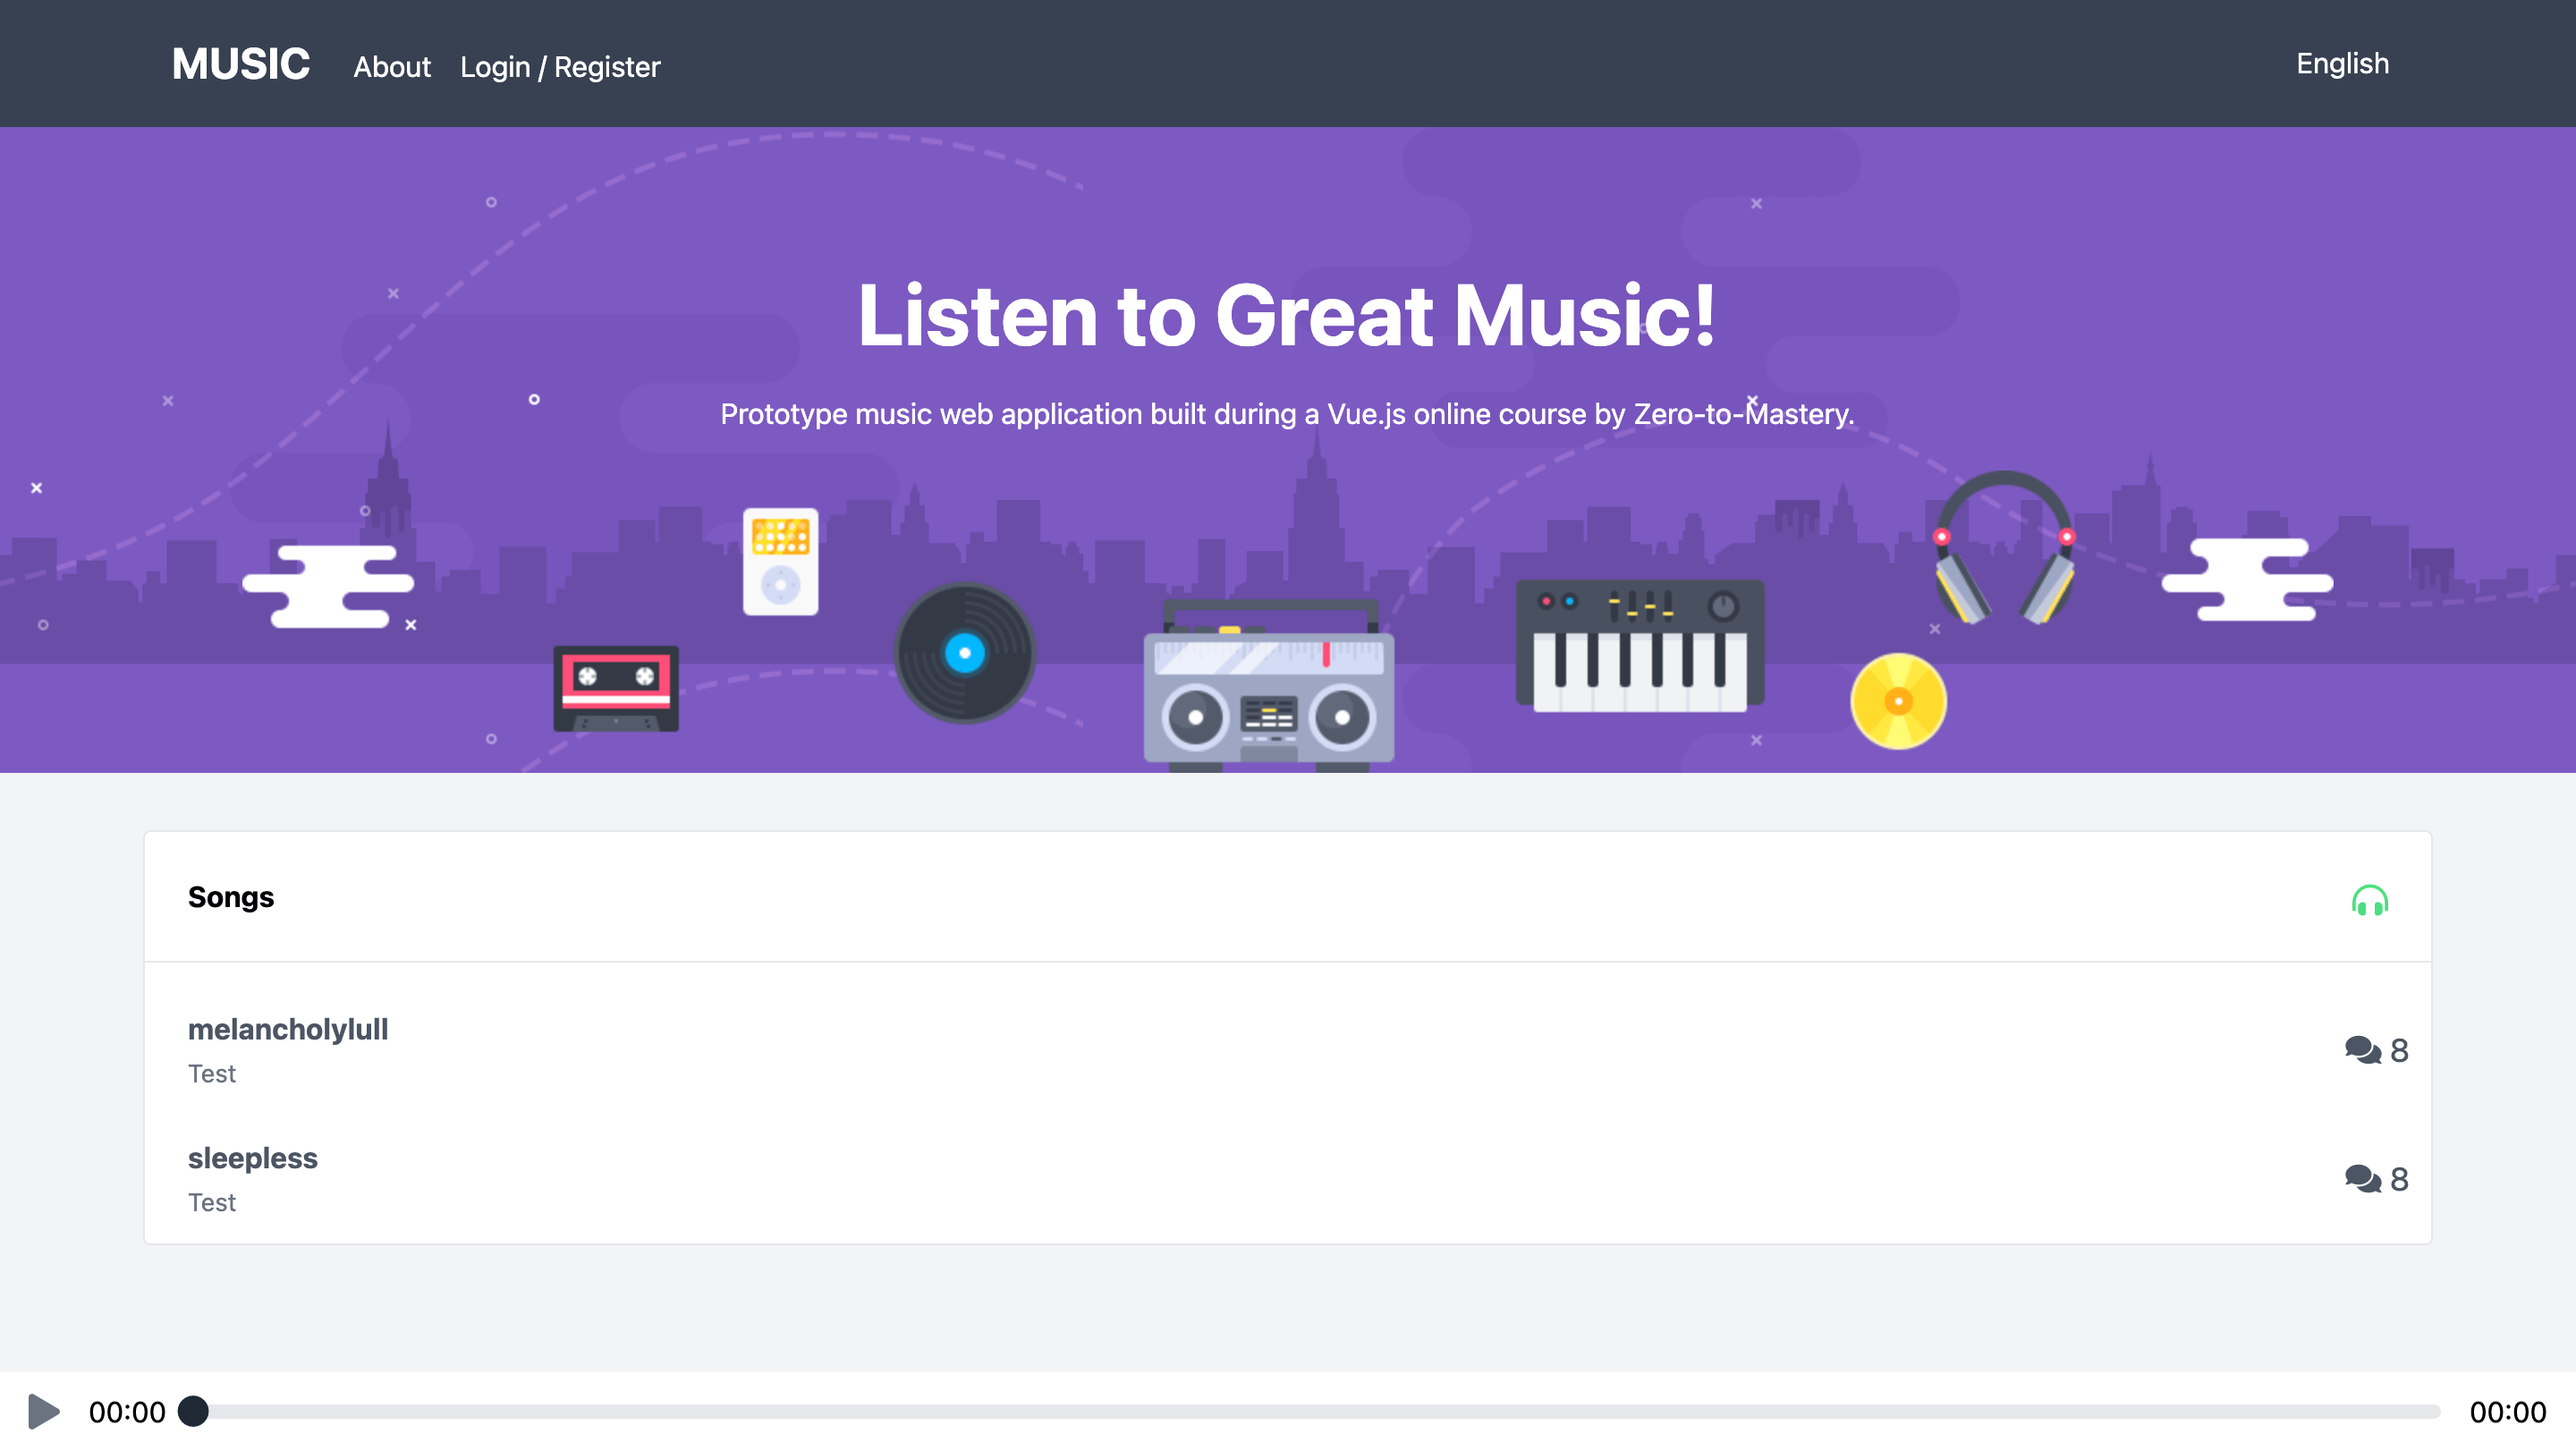 MUSIC About Login / Register English
Listen to Great Music!
Prototype music web application built during a Vue.js online course by Zero-to-Mastery.
Songs
melancholylull
Test
8
sleepless
Test
8
00:00 00:00